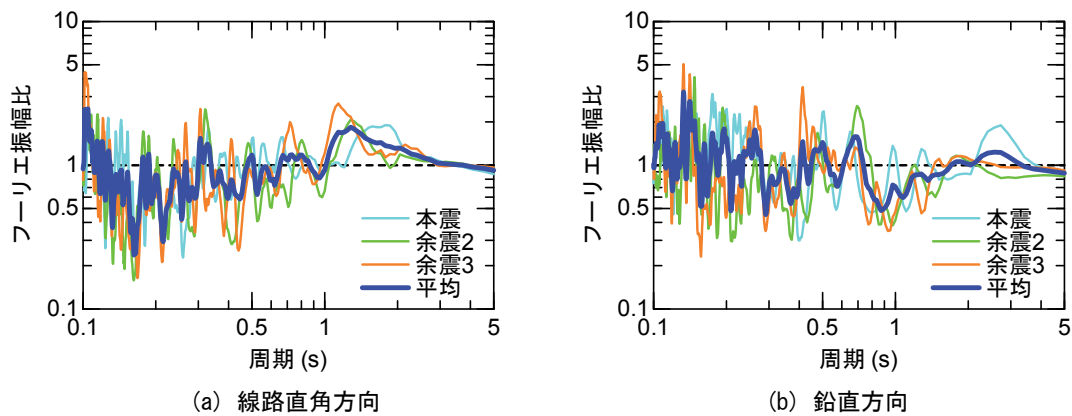 フーリエ振幅比
10
5
1
0.5
0.1
本震
余震2
余震3
平均
0.1
0.5
1
5
周期 (s)
(a) 線路直角方向
フーリエ振幅比
10
5
1
0.5
0.1
本震
余震2
余震3
平均
0.1
0.5
1
5
周期 (s)
(b) 鉛直方向